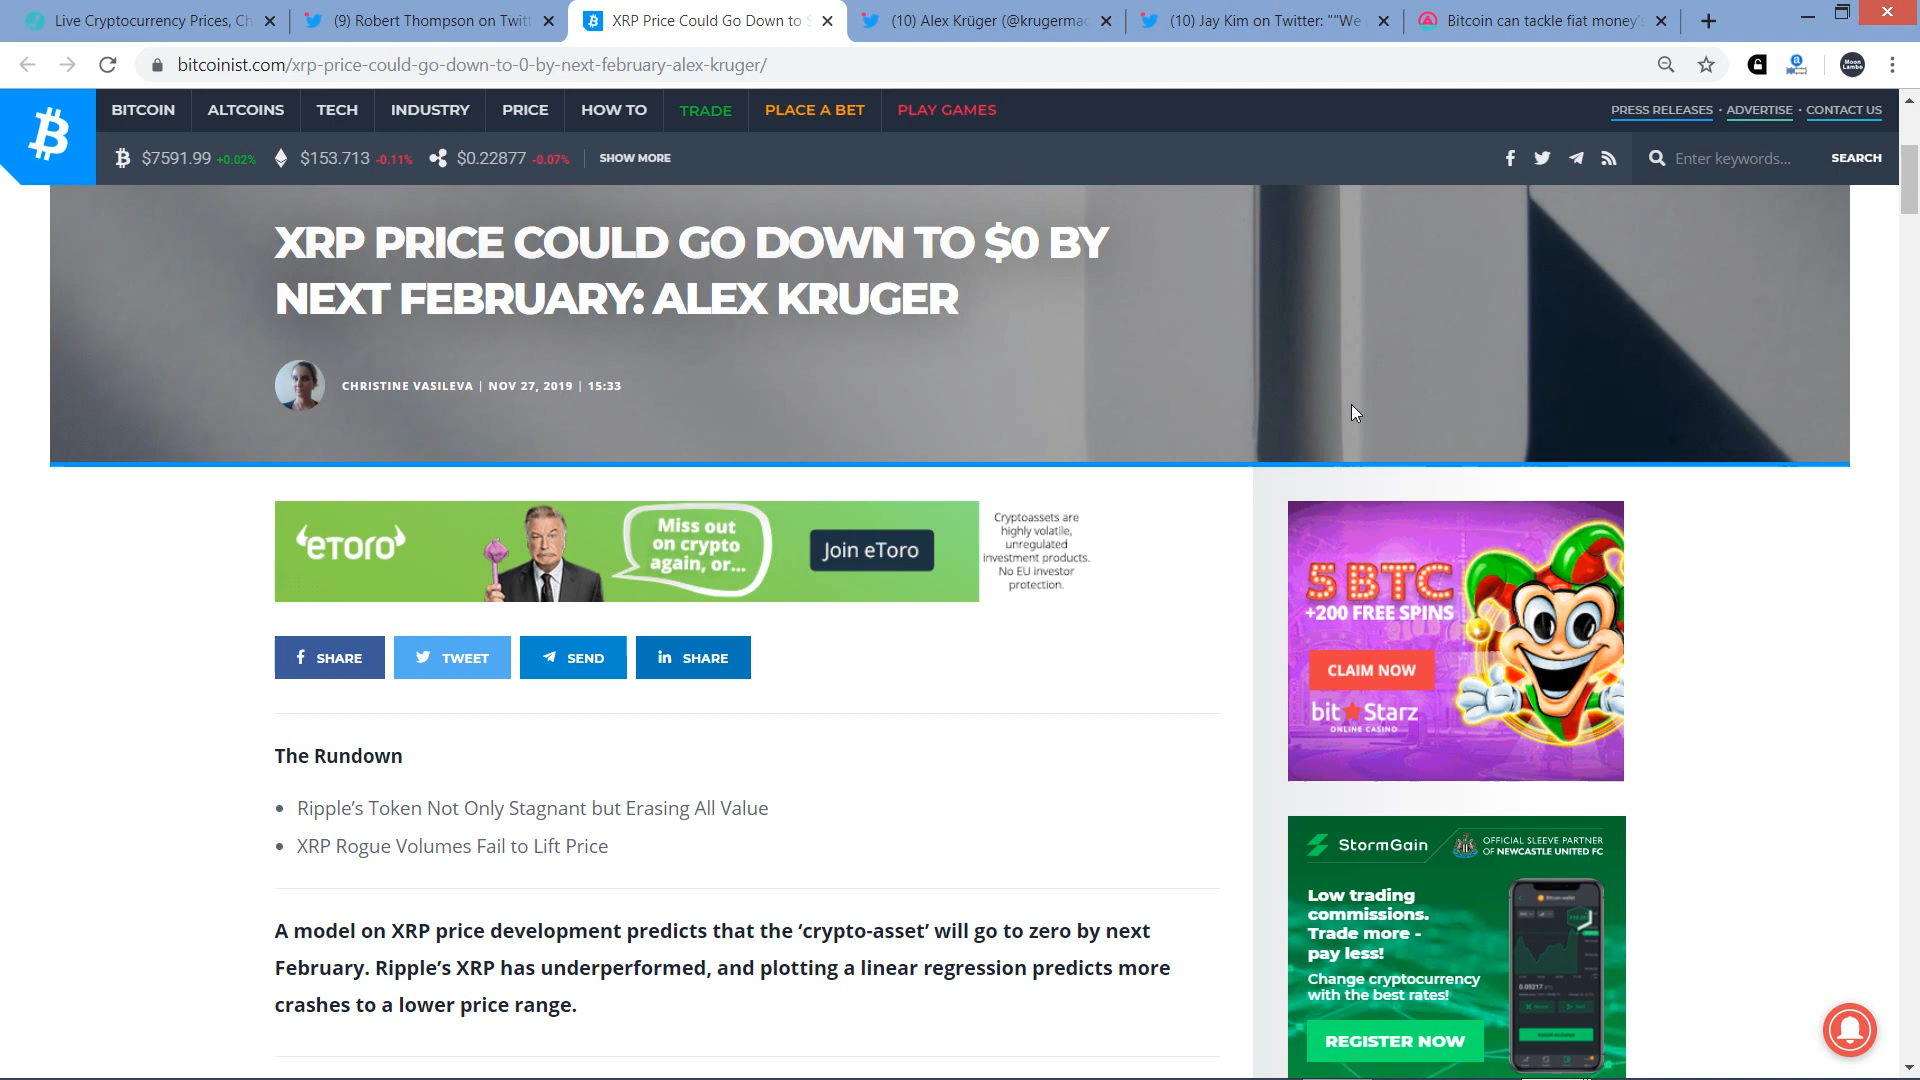 Live Cryptocurrency Prices, Ch
(9) Robert Thompson on Twit
XRP Price Could Go Down to
(10) Alex Krüger (@krugermac
(10) Jay Kim on Twitter: ""We
Bitcoin can tackle fiat money's
bitcoinist.com/xrp-price-could-go-down-to-0-by-next-february-alex-kruger/
BITCOIN ALTCOINS TECH INDUSTRY PRICE HOW TO TRADE PLACE A BET PLAY GAMES
PRESS RELEASES · ADVERTISE · CONTACT US
$7591.99 +0.02% $153.713 -0.11% $0.22877 -0.07% SHOW MORE
Enter keywords... SEARCH
XRP PRICE COULD GO DOWN TO $0 BY
NEXT FEBRUARY: ALEX KRUGER
CHRISTINE VASILEVA | NOV 27, 2019 | 15:33
eToro
Miss out
on crypto
again, or...
Join eToro
Cryptoassets are
highly volatile,
unregulated
investment products.
No EU investor
protection.
5 BTC
+200 FREE SPINS
CLAIM NOW
bitStarz
ONLINE CASINO
SHARE TWEET SEND SHARE
The Rundown
• Ripple's Token Not Only Stagnant but Erasing All Value
• XRP Rogue Volumes Fail to Lift Price
A model on XRP price development predicts that the ‘crypto-asset’ will go to zero by next
February. Ripple’s XRP has underperformed, and plotting a linear regression predicts more
crashes to a lower price range.
StormGain
OFFICIAL SLEEVE PARTNER
OF NEWCASTLE UNITED FC
Low trading
commissions.
Trade more -
pay less!
Change cryptocurrency
with the best rates!
REGISTER NOW